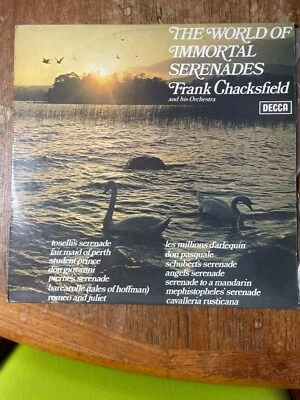 THE WORLD OF
IMMORTAL
SERENADES
Frank Chacksfield
and his Orchestra
DECCA
toselli's serenade
fair maid of perth
student prince
don giovanni
pierne's serenade
barcarolle (tales of hoffman)
romeo and juliet
les millions d'arlequin
don pasquale
schubert's serenade
angels serenade
serenade to a mandarin
mephistopheles' serenade
cavalleria rusticana